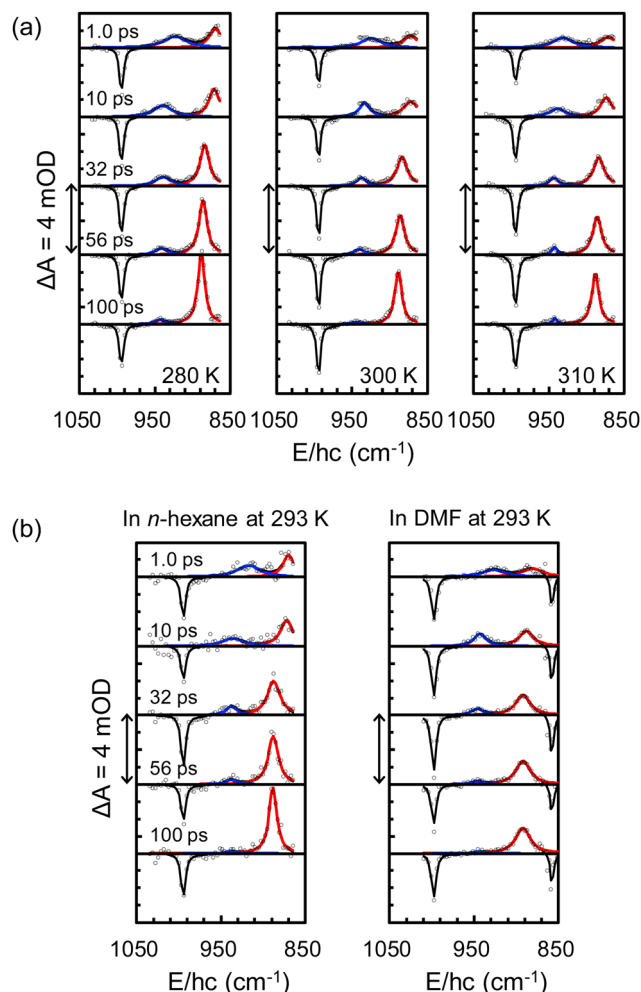 (a)
1.0 ps
10 ps
32 ps
56 ps
100 ps
ΔA = 4 mOD
280 K
300 K
310 K
1050 950 850
1050 950 850
1050 950 850
E/hc (cm⁻¹)
(b)
In n-hexane at 293 K
In DMF at 293 K
1.0 ps
10 ps
32 ps
56 ps
100 ps
ΔA = 4 mOD
1050 950 850
1050 950 850
E/hc (cm⁻¹)
E/hc (cm⁻¹)